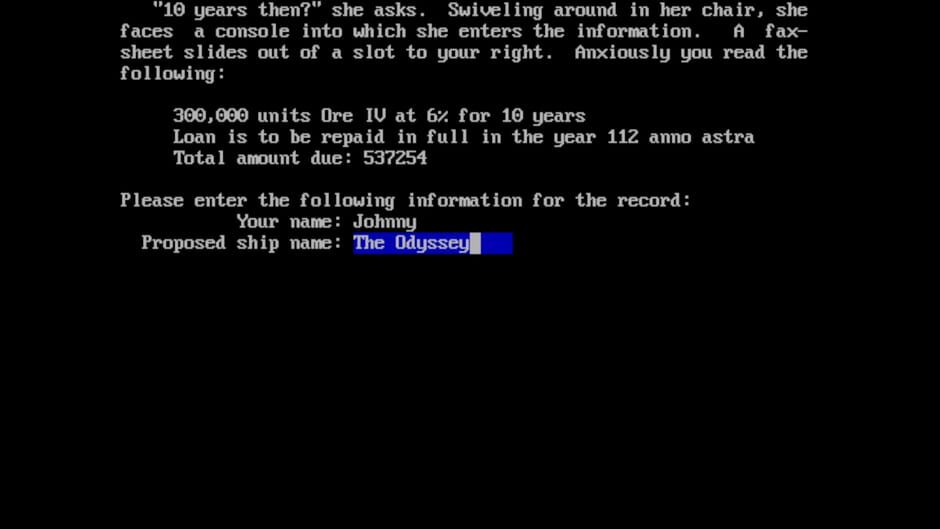 "10 years then?" she asks. Swiveling around in her chair, she
faces a console into which she enters the information. A fax-
sheet slides out of a slot to your right. Anxiously you read the
following:
300,000 units Ore IV at 6% for 10 years
Loan is to be repaid in full in the year 112 anno astra
Total amount due: 537254
Please enter the following information for the record:
Your name: Johnny
Proposed ship name: The Odyssey